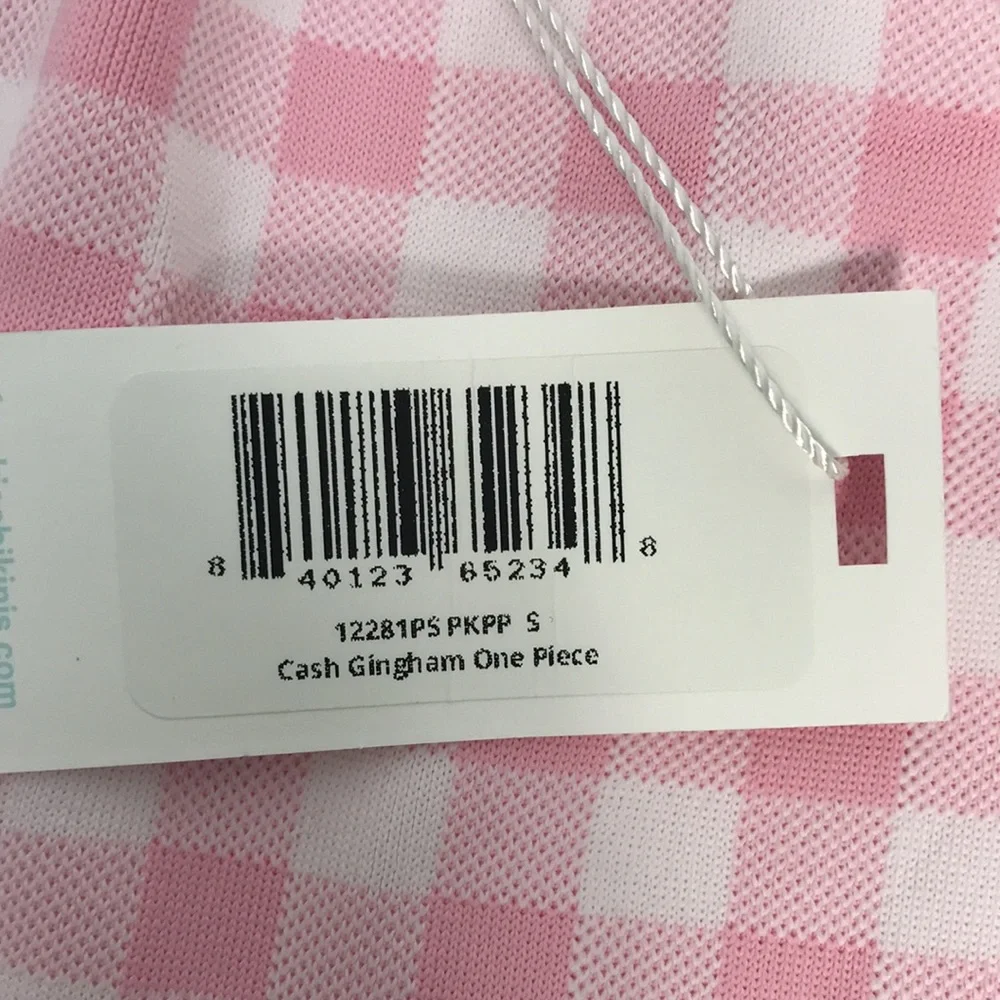 8 40123 65234 8
12281PS PKPP S
Cash Gingham One Piece